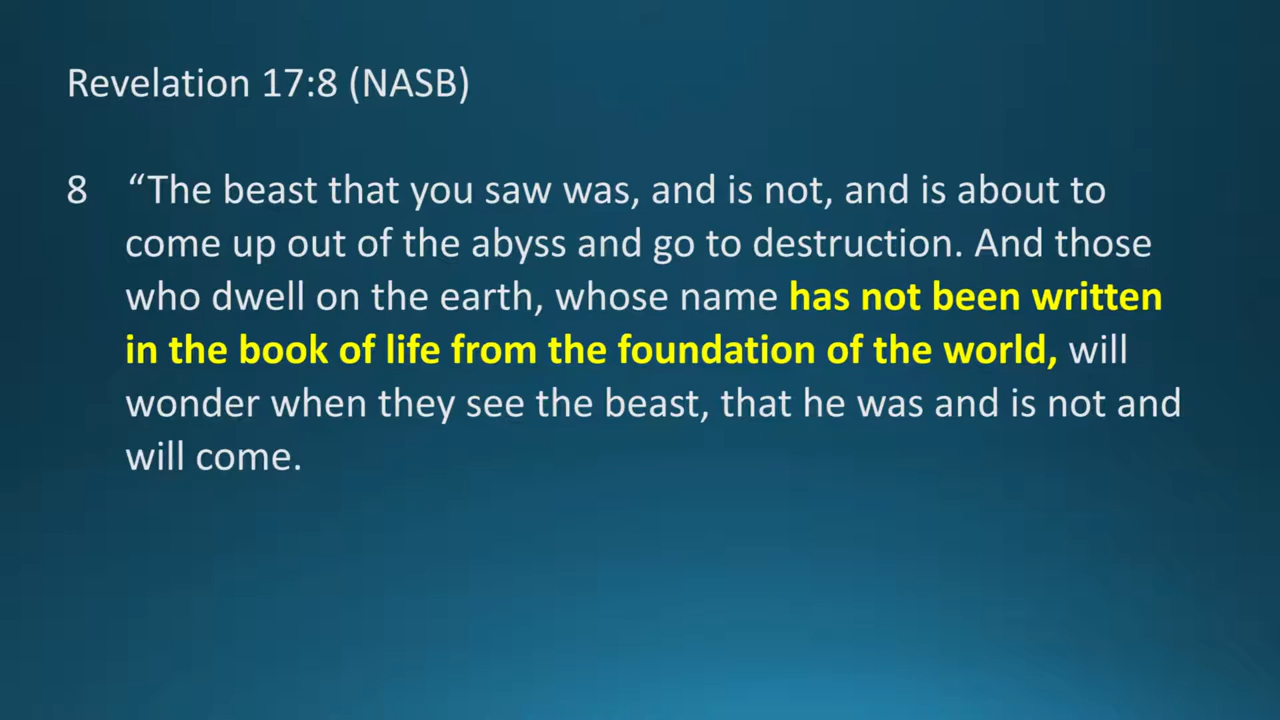 Revelation 17:8 (NASB)
8 “The beast that you saw was, and is not, and is about to
come up out of the abyss and go to destruction. And those
who dwell on the earth, whose name has not been written
in the book of life from the foundation of the world, will
wonder when they see the beast, that he was and is not and
will come.